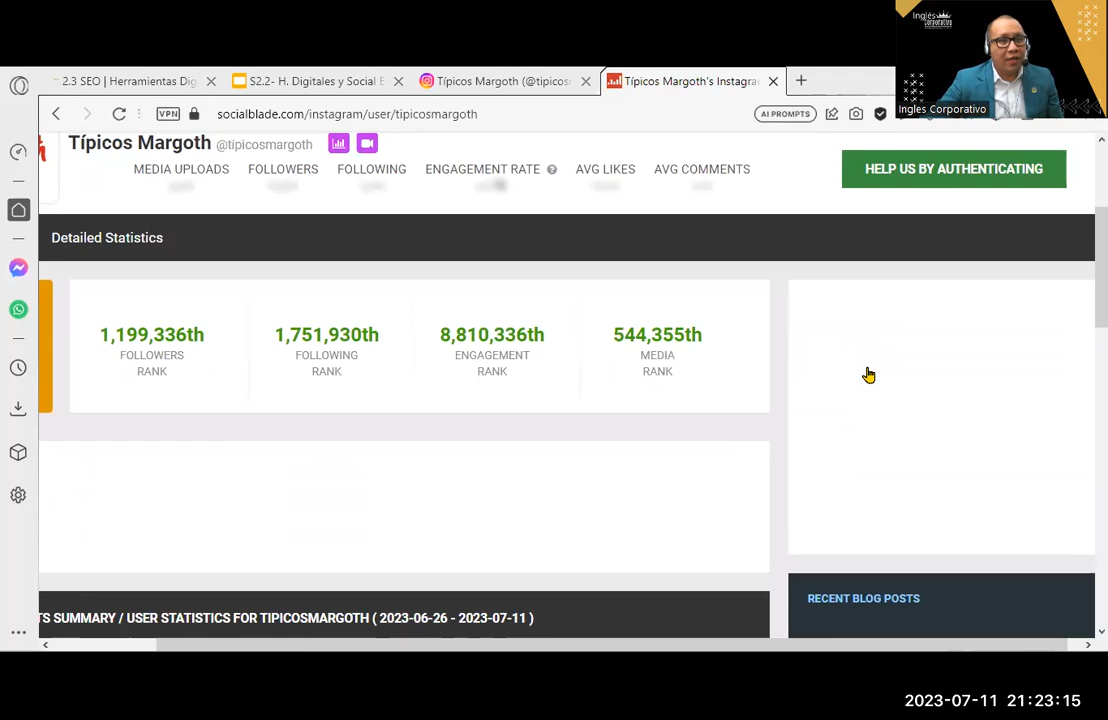 Inglés
Corporativo
Ingles Corporativo
2.3 SEO | Herramientas Dig
S2.2- H. Digitales y Social E
Típicos Margoth (@tipicos
Típicos Margoth's Instagra
VPN
socialblade.com/instagram/user/tipicosmargoth
AI PROMPTS
Típicos Margoth @tipicosmargoth
MEDIA UPLOADS FOLLOWERS FOLLOWING ENGAGEMENT RATE AVG LIKES AVG COMMENTS
HELP US BY AUTHENTICATING
Detailed Statistics
1,199,336th 1,751,930th 8,810,336th 544,355th
FOLLOWERS FOLLOWING ENGAGEMENT MEDIA
RANK RANK RANK RANK
TS SUMMARY / USER STATISTICS FOR TIPICOSMARGOTH ( 2023-06-26 - 2023-07-11 )
RECENT BLOG POSTS
2023-07-11 21:23:15